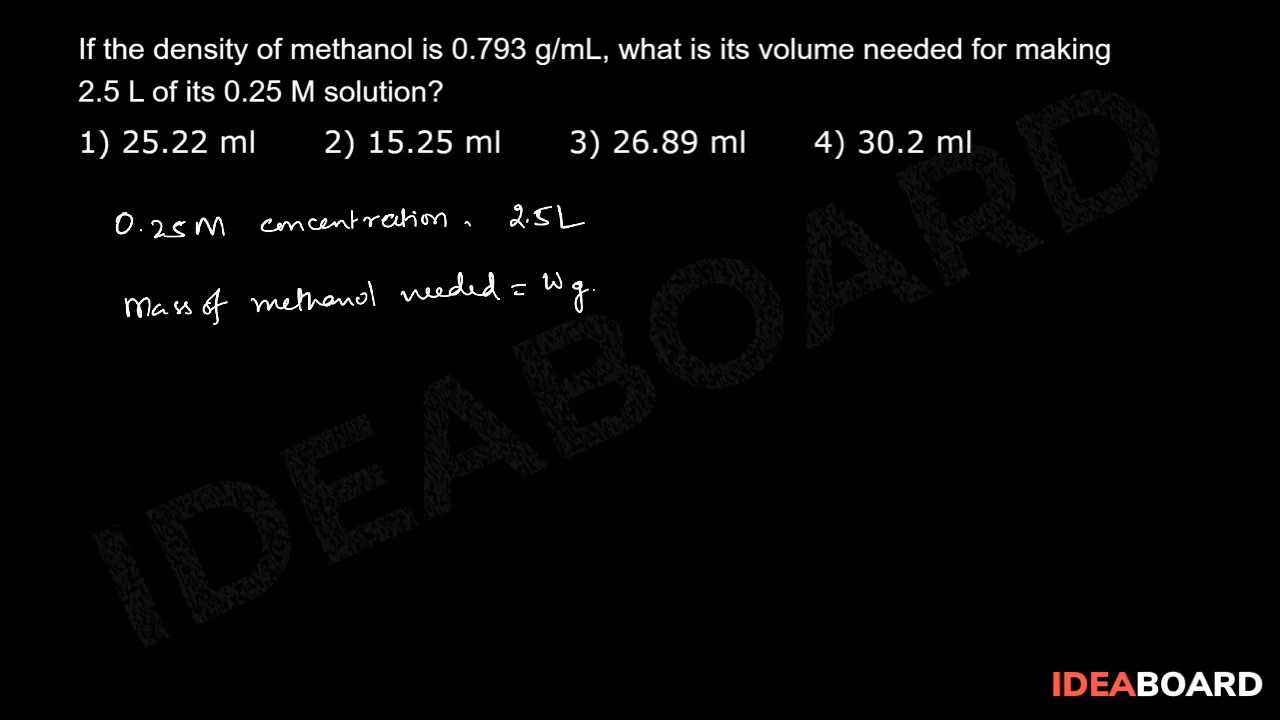 If the density of methanol is 0.793 g/mL, what is its volume needed for making
2.5 L of its 0.25 M solution?
1) 25.22 ml 2) 15.25 ml 3) 26.89 ml 4) 30.2 ml
0.25M concentration, 2.5L
Mass of methanol needed = W g.
IDEABOARD
IDEABOARD